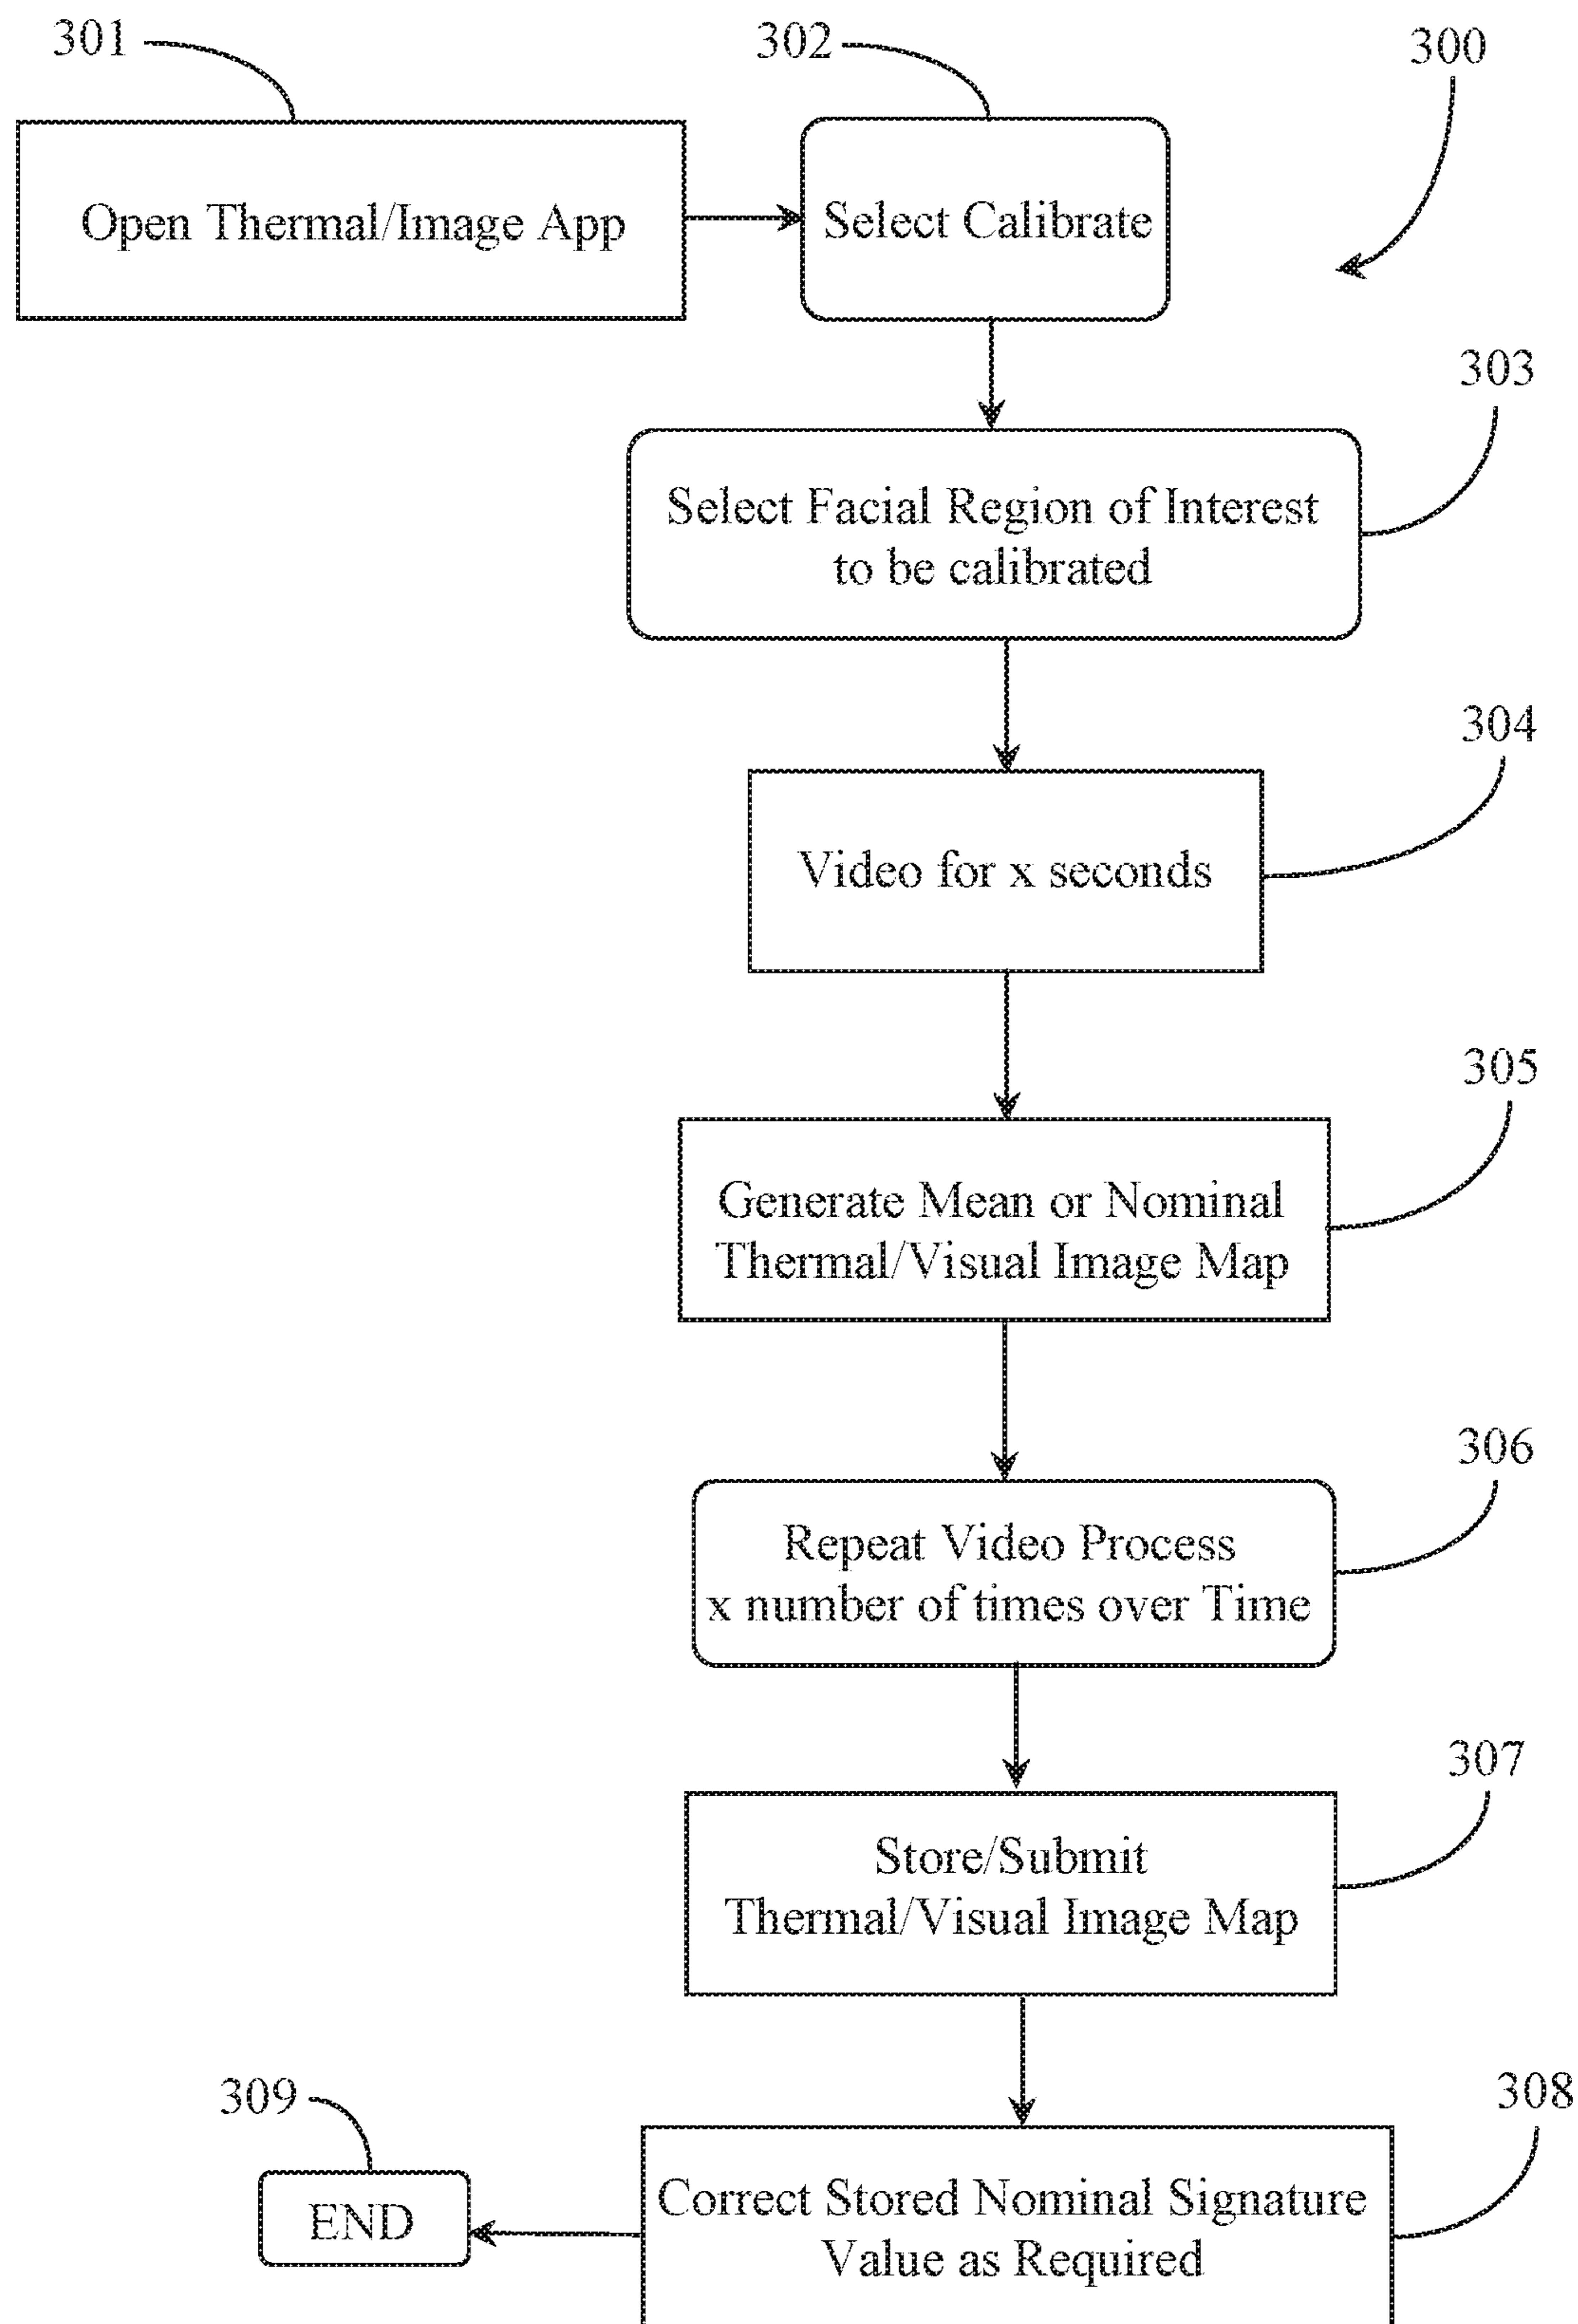 301
302
300
Open Thermal/Image App
Select Calibrate
303
Select Facial Region of Interest
to be calibrated
304
Video for x seconds
305
Generate Mean or Nominal
Thermal/Visual Image Map
306
Repeat Video Process
x number of times over Time
307
Store/Submit
Thermal/Visual Image Map
309
308
END
Correct Stored Nominal Signature
Value as Required